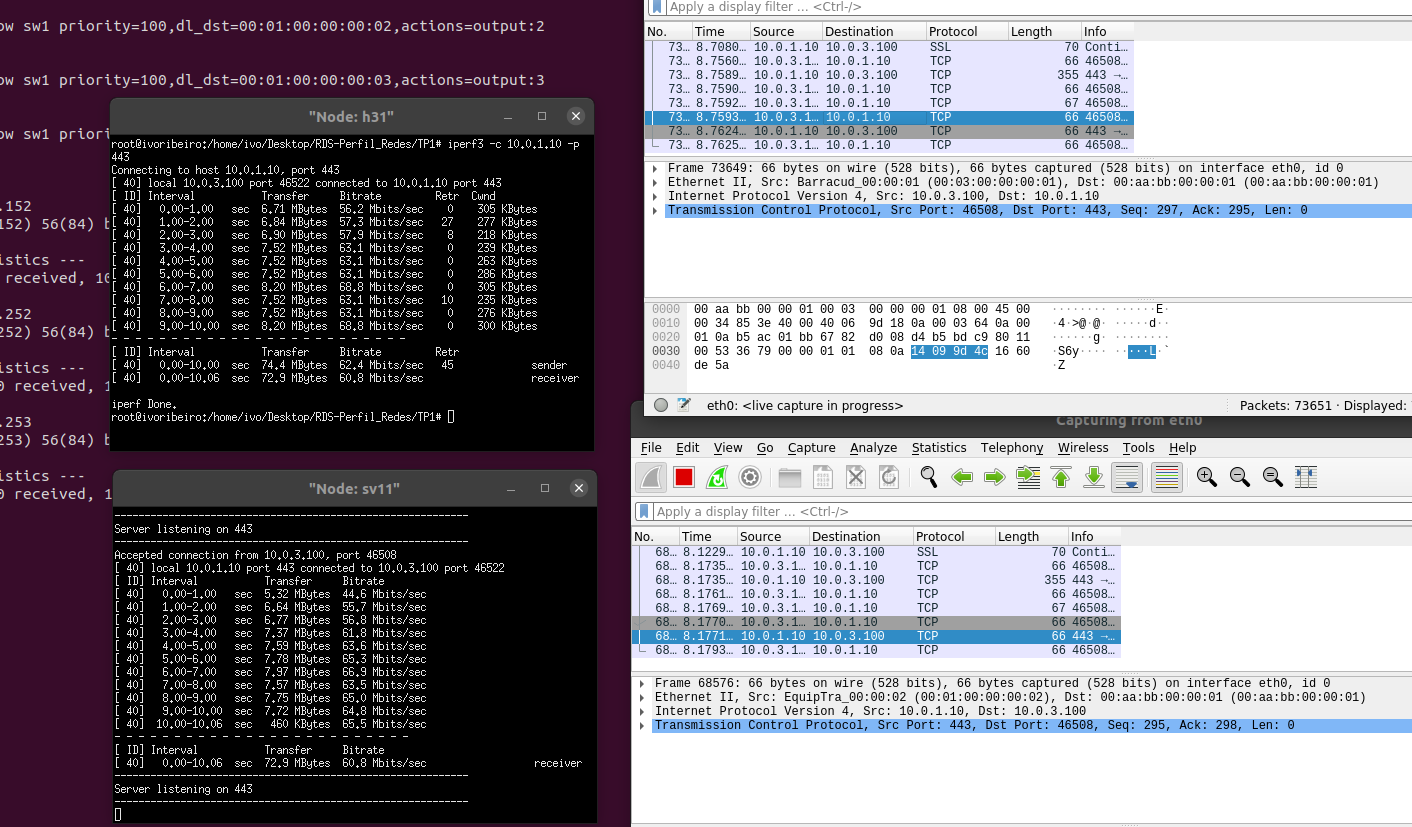 ow sw1 priority=100,dl_dst=00:01:00:00:00:02,actions=output:2
ow sw1 priority=100,dl_dst=00:01:00:00:00:03,actions=output:3
ow sw1 priori
.152
152) 56(84) b
istics ---
received, 10
.252
252) 56(84) b
istics ---
0 received, 1
.253
253) 56(84) b
istics ---
0 received, 1
"Node: h31"
root@ivoribeiro:/home/ivo/Desktop/RDS-Perfil_Redes/TP1# iperf3 -c 10.0.1.10 -p
443
Connecting to host 10.0.1.10, port 443
[ 40] local 10.0.3.100 port 46522 connected to 10.0.1.10 port 443
[ ID] Interval Transfer Bitrate Retr Cwnd
[ 40] 0.00-1.00 sec 6.71 MBytes 56.2 Mbits/sec 0 305 KBytes
[ 40] 1.00-2.00 sec 6.84 MBytes 57.3 Mbits/sec 27 277 KBytes
[ 40] 2.00-3.00 sec 6.90 MBytes 57.9 Mbits/sec 8 218 KBytes
[ 40] 3.00-4.00 sec 7.52 MBytes 63.1 Mbits/sec 0 239 KBytes
[ 40] 4.00-5.00 sec 7.52 MBytes 63.1 Mbits/sec 0 263 KBytes
[ 40] 5.00-6.00 sec 7.52 MBytes 63.1 Mbits/sec 0 286 KBytes
[ 40] 6.00-7.00 sec 8.20 MBytes 68.8 Mbits/sec 0 305 KBytes
[ 40] 7.00-8.00 sec 7.52 MBytes 63.1 Mbits/sec 10 235 KBytes
[ 40] 8.00-9.00 sec 7.52 MBytes 63.1 Mbits/sec 0 276 KBytes
[ 40] 9.00-10.00 sec 8.20 MBytes 68.8 Mbits/sec 0 300 KBytes
- - - - - - - - - - - - - - - - - - - - - - - - -
[ ID] Interval Transfer Bitrate Retr
[ 40] 0.00-10.00 sec 74.4 MBytes 62.4 Mbits/sec 45 sender
[ 40] 0.00-10.06 sec 72.9 MBytes 60.8 Mbits/sec receiver
iperf Done.
root@ivoribeiro:/home/ivo/Desktop/RDS-Perfil_Redes/TP1#
"Node: sv11"
-----------------------------------------------------------
Server listening on 443
-----------------------------------------------------------
Accepted connection from 10.0.3.100, port 46508
[ 40] local 10.0.1.10 port 443 connected to 10.0.3.100 port 46522
[ ID] Interval Transfer Bitrate
[ 40] 0.00-1.00 sec 5.32 MBytes 44.6 Mbits/sec
[ 40] 1.00-2.00 sec 6.64 MBytes 55.7 Mbits/sec
[ 40] 2.00-3.00 sec 6.77 MBytes 56.8 Mbits/sec
[ 40] 3.00-4.00 sec 7.37 MBytes 61.8 Mbits/sec
[ 40] 4.00-5.00 sec 7.59 MBytes 63.6 Mbits/sec
[ 40] 5.00-6.00 sec 7.78 MBytes 65.3 Mbits/sec
[ 40] 6.00-7.00 sec 7.97 MBytes 66.9 Mbits/sec
[ 40] 7.00-8.00 sec 7.57 MBytes 63.5 Mbits/sec
[ 40] 8.00-9.00 sec 7.75 MBytes 65.0 Mbits/sec
[ 40] 9.00-10.00 sec 7.72 MBytes 64.8 Mbits/sec
[ 40] 10.00-10.06 sec 460 KBytes 65.5 Mbits/sec
- - - - - - - - - - - - - - - - - - - - - - - - -
[ ID] Interval Transfer Bitrate
[ 40] 0.00-10.06 sec 72.9 MBytes 60.8 Mbits/sec receiver
-----------------------------------------------------------
Server listening on 443
-----------------------------------------------------------
Apply a display filter ... <Ctrl-/>
No. Time Source Destination Protocol Length Info
73… 8.7080… 10.0.1.10 10.0.3.100 SSL 70 Conti…
73… 8.7560… 10.0.3.1… 10.0.1.10 TCP 66 46508…
73… 8.7589… 10.0.1.10 10.0.3.100 TCP 355 443 →…
73… 8.7590… 10.0.3.1… 10.0.1.10 TCP 66 46508…
73… 8.7592… 10.0.3.1… 10.0.1.10 TCP 67 46508…
73… 8.7593… 10.0.3.1… 10.0.1.10 TCP 66 46508…
73… 8.7624… 10.0.1.10 10.0.3.100 TCP 66 443 →…
73… 8.7625… 10.0.3.1… 10.0.1.10 TCP 66 46508…
Frame 73649: 66 bytes on wire (528 bits), 66 bytes captured (528 bits) on interface eth0, id 0
Ethernet II, Src: Barracud_00:00:01 (00:03:00:00:00:01), Dst: 00:aa:bb:00:00:01 (00:aa:bb:00:00:01)
Internet Protocol Version 4, Src: 10.0.3.100, Dst: 10.0.1.10
Transmission Control Protocol, Src Port: 46508, Dst Port: 443, Seq: 297, Ack: 295, Len: 0
0000 00 aa bb 00 00 01 00 03 00 00 00 01 08 00 45 00 ········ ······E·
0010 00 34 85 3e 40 00 40 06 9d 18 0a 00 03 64 0a 00 ·4·>@·@· ·····d··
0020 01 0a b5 ac 01 bb 67 82 d0 08 d4 b5 bd c9 80 11 ······g· ········
0030 00 53 36 79 00 00 01 01 08 0a 14 09 9d 4c 16 60 ·S6y···· ·····L·`
0040 de 5a ·Z
eth0: <live capture in progress>
Packets: 73651 · Displayed:
Capturing from eth0
File Edit View Go Capture Analyze Statistics Telephony Wireless Tools Help
Apply a display filter ... <Ctrl-/>
No. Time Source Destination Protocol Length Info
68… 8.1229… 10.0.1.10 10.0.3.100 SSL 70 Conti…
68… 8.1735… 10.0.3.1… 10.0.1.10 TCP 66 46508…
68… 8.1735… 10.0.1.10 10.0.3.100 TCP 355 443 →…
68… 8.1761… 10.0.3.1… 10.0.1.10 TCP 66 46508…
68… 8.1769… 10.0.3.1… 10.0.1.10 TCP 67 46508…
68… 8.1770… 10.0.3.1… 10.0.1.10 TCP 66 46508…
68… 8.1771… 10.0.1.10 10.0.3.100 TCP 66 443 →…
68… 8.1793… 10.0.3.1… 10.0.1.10 TCP 66 46508…
Frame 68576: 66 bytes on wire (528 bits), 66 bytes captured (528 bits) on interface eth0, id 0
Ethernet II, Src: EquipTra_00:00:02 (00:01:00:00:00:02), Dst: 00:aa:bb:00:00:01 (00:aa:bb:00:00:01)
Internet Protocol Version 4, Src: 10.0.1.10, Dst: 10.0.3.100
Transmission Control Protocol, Src Port: 443, Dst Port: 46508, Seq: 295, Ack: 298, Len: 0